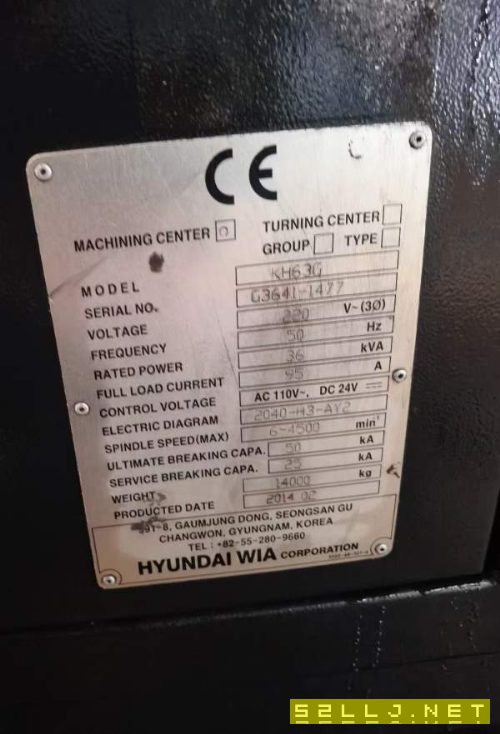 CE
MACHINING CENTER O TURNING CENTER
GROUP TYPE
MODEL KH63G
SERIAL NO. G3641-1477
VOLTAGE 220 V~(3Ø)
FREQUENCY 50 Hz
RATED POWER 36 kVA
FULL LOAD CURRENT 95 A
CONTROL VOLTAGE AC 110V~, DC 24V
ELECTRIC DIAGRAM 2040-H3-AY2
SPINDLE SPEED(MAX) 6-4500 min¹
ULTIMATE BREAKING CAPA. 50 kA
SERVICE BREAKING CAPA. 25 kA
WEIGHT 14000 kg
PRODUCTED DATE 2014.02
391-8, GAUMJUNG DONG, SEONGSAN GU
CHANGWON, GYUNGNAM, KOREA
TEL : +82-55-280-9660
HYUNDAI WIA CORPORATION
52LLJ.NET